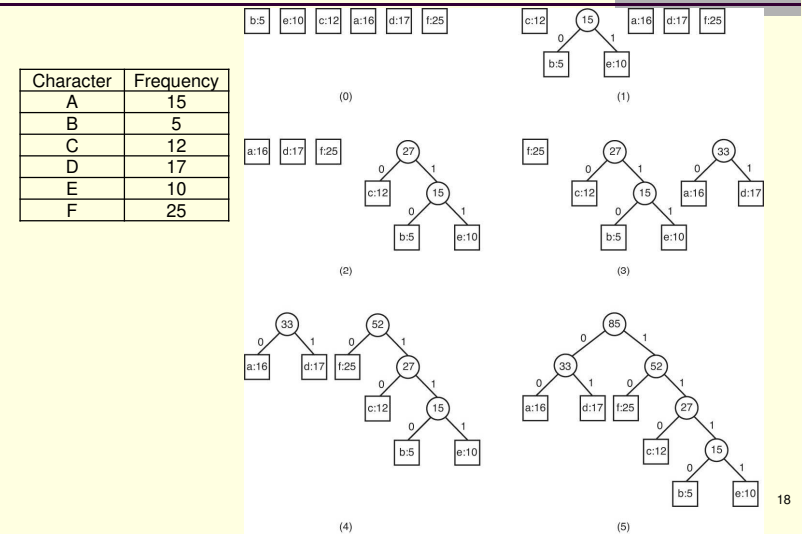 Character Frequency
A 15
B 5
C 12
D 17
E 10
F 25
b:5 e:10 c:12 a:16 d:17 f:25
(0)
c:12 15 a:16 d:17 f:25
0 1
b:5 e:10
(1)
a:16 d:17 f:25 27
0 1
c:12 15
0 1
b:5 e:10
(2)
f:25 27 33
0 1 0 1
c:12 15 a:16 d:17
0 1
b:5 e:10
(3)
33 52
0 1 0 1
a:16 d:17 f:25 27
0 1
c:12 15
0 1
b:5 e:10
(4)
85
0 1
33 52
0 1 0 1
a:16 d:17 f:25 27
0 1
c:12 15
0 1
b:5 e:10
(5)
18